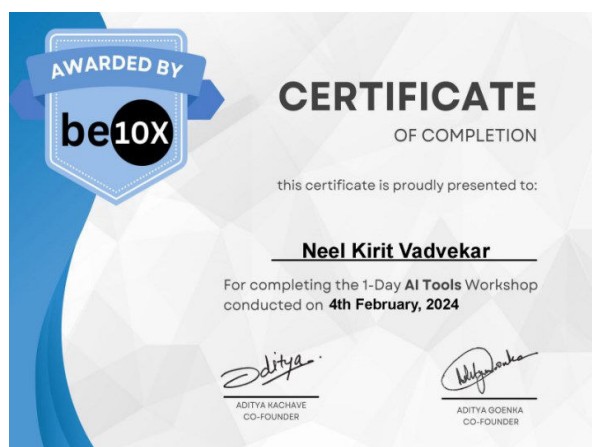 AWARDED BY
be10X
CERTIFICATE
OF COMPLETION
this certificate is proudly presented to:
Neel Kirit Vadvekar
For completing the 1-Day AI Tools Workshop
conducted on 4th February, 2024
Aditya.
ADITYA KACHAVE
CO-FOUNDER
ADITYA GOENKA
CO-FOUNDER